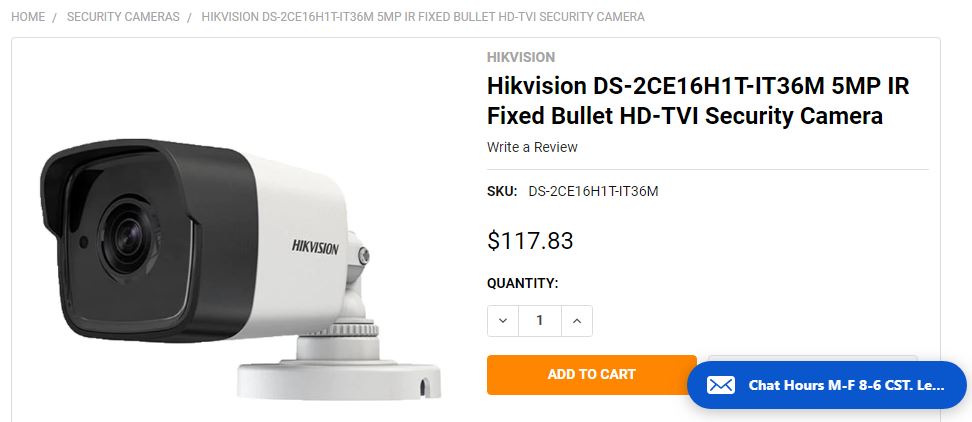 HOME / SECURITY CAMERAS / HIKVISION DS-2CE16H1T-IT36M 5MP IR FIXED BULLET HD-TVI SECURITY CAMERA
HIKVISION
Hikvision DS-2CE16H1T-IT36M 5MP IR
Fixed Bullet HD-TVI Security Camera
Write a Review
SKU: DS-2CE16H1T-IT36M
$117.83
QUANTITY:
1
ADD TO CART
Chat Hours M-F 8-6 CST. Le...
HIKVISION